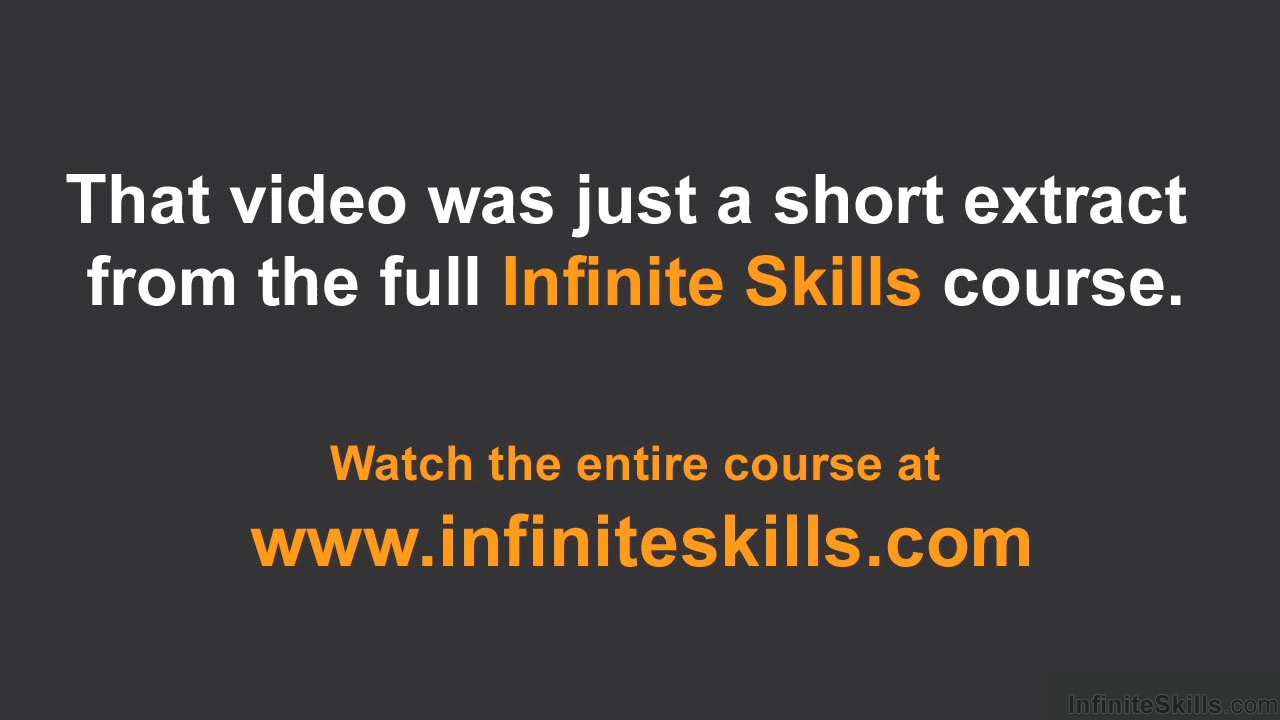 That video was just a short extract
from the full Infinite Skills course.
Watch the entire course at
www.infiniteskills.com
InfiniteSkills.com